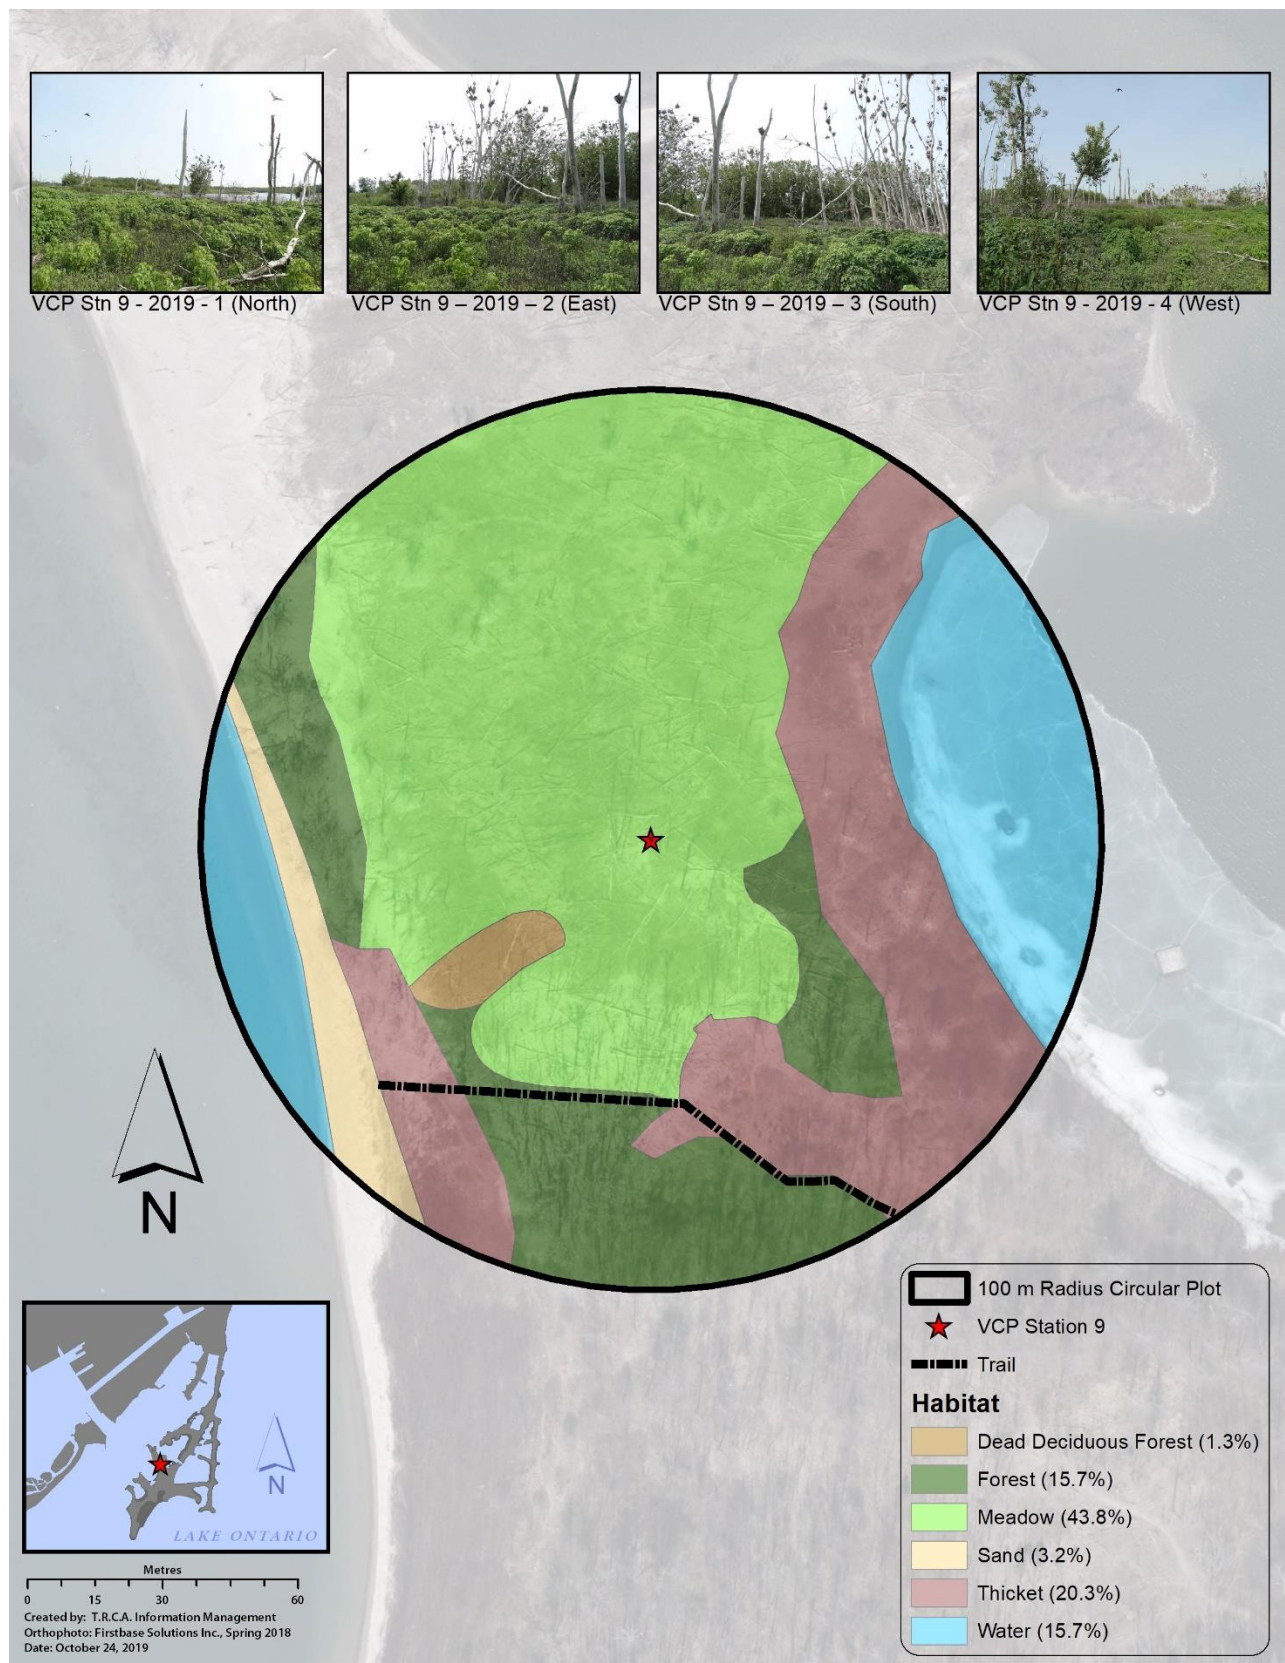 VCP Stn 9 - 2019 - 1 (North)
VCP Stn 9 – 2019 – 2 (East)
VCP Stn 9 – 2019 – 3 (South)
VCP Stn 9 - 2019 - 4 (West)
N
100 m Radius Circular Plot
VCP Station 9
Trail
Habitat
Dead Deciduous Forest (1.3%)
Forest (15.7%)
Meadow (43.8%)
Sand (3.2%)
Thicket (20.3%)
Water (15.7%)
N
LAKE ONTARIO
Metres
0 15 30 60
Created by: T.R.C.A. Information Management
Orthophoto: Firstbase Solutions Inc., Spring 2018
Date: October 24, 2019